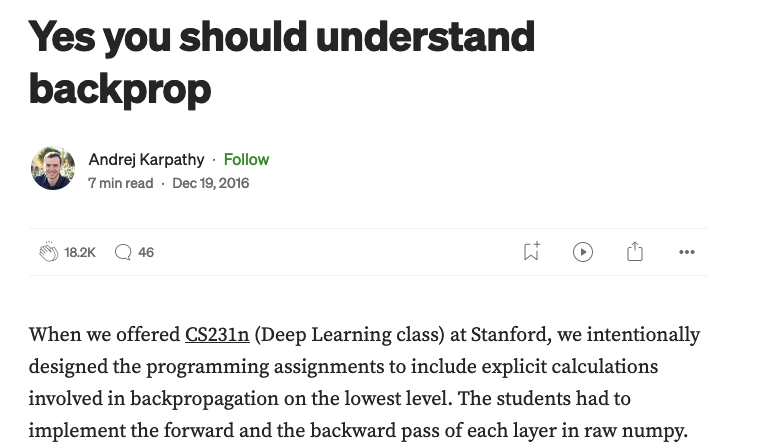 Yes you should understand
backprop
Andrej Karpathy · Follow
7 min read · Dec 19, 2016
18.2K 46
When we offered CS231n (Deep Learning class) at Stanford, we intentionally
designed the programming assignments to include explicit calculations
involved in backpropagation on the lowest level. The students had to
implement the forward and the backward pass of each layer in raw numpy.